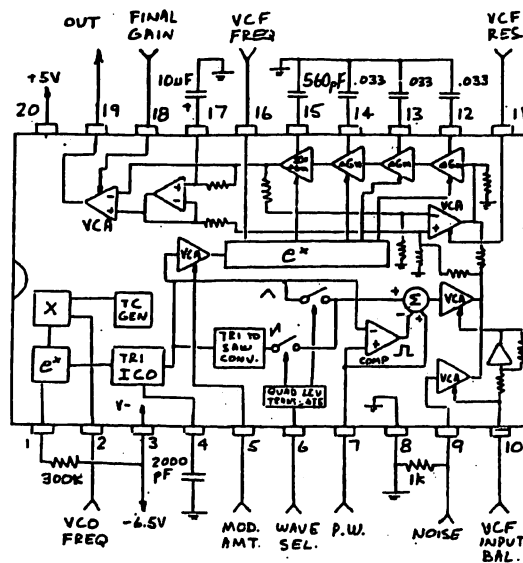 OUT
FINAL GAIN
VCF FREQ
VCF RES
+5V
10µF
+
560pF
.033
.033
.033
20
19
18
17
16
15
14
13
12
VCA
-
+
+
-
VCA
-
+
VCA
e^x
X
TC GEN
e^x
TRI ICO
TRI TO SAW CONV.
QUAD LEV TRANSLATE
COMP
-
+
Σ
+
-
+
VCA
VCA
V-
1
2
3
4
5
6
7
8
9
10
300K
2000 pF
1k
VCO FREQ
-6.5V
MOD. AMT.
WAVE SEL.
P.W.
NOISE
VCF INPUT BAL.